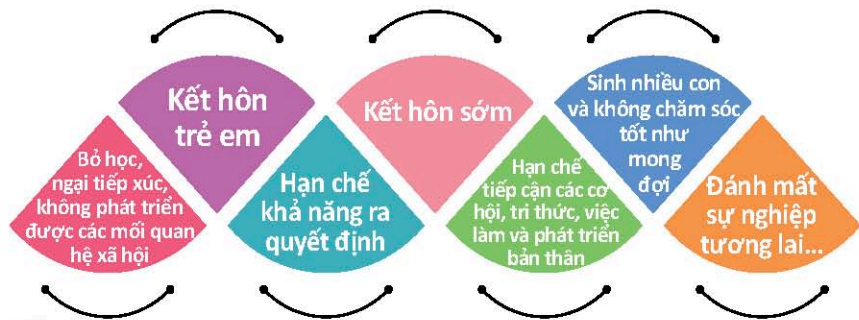 Bỏ học,
ngại tiếp xúc,
không phát triển
được các mối quan
hệ xã hội
Kết hôn
trẻ em
Hạn chế
khả năng ra
quyết định
Kết hôn sớm
Hạn chế
tiếp cận các cơ
hội, tri thức, việc
làm và phát triển
bản thân
Sinh nhiều con
và không chăm sóc
tốt như
mong
đợi
Đánh mất
sự nghiệp
tương lai...